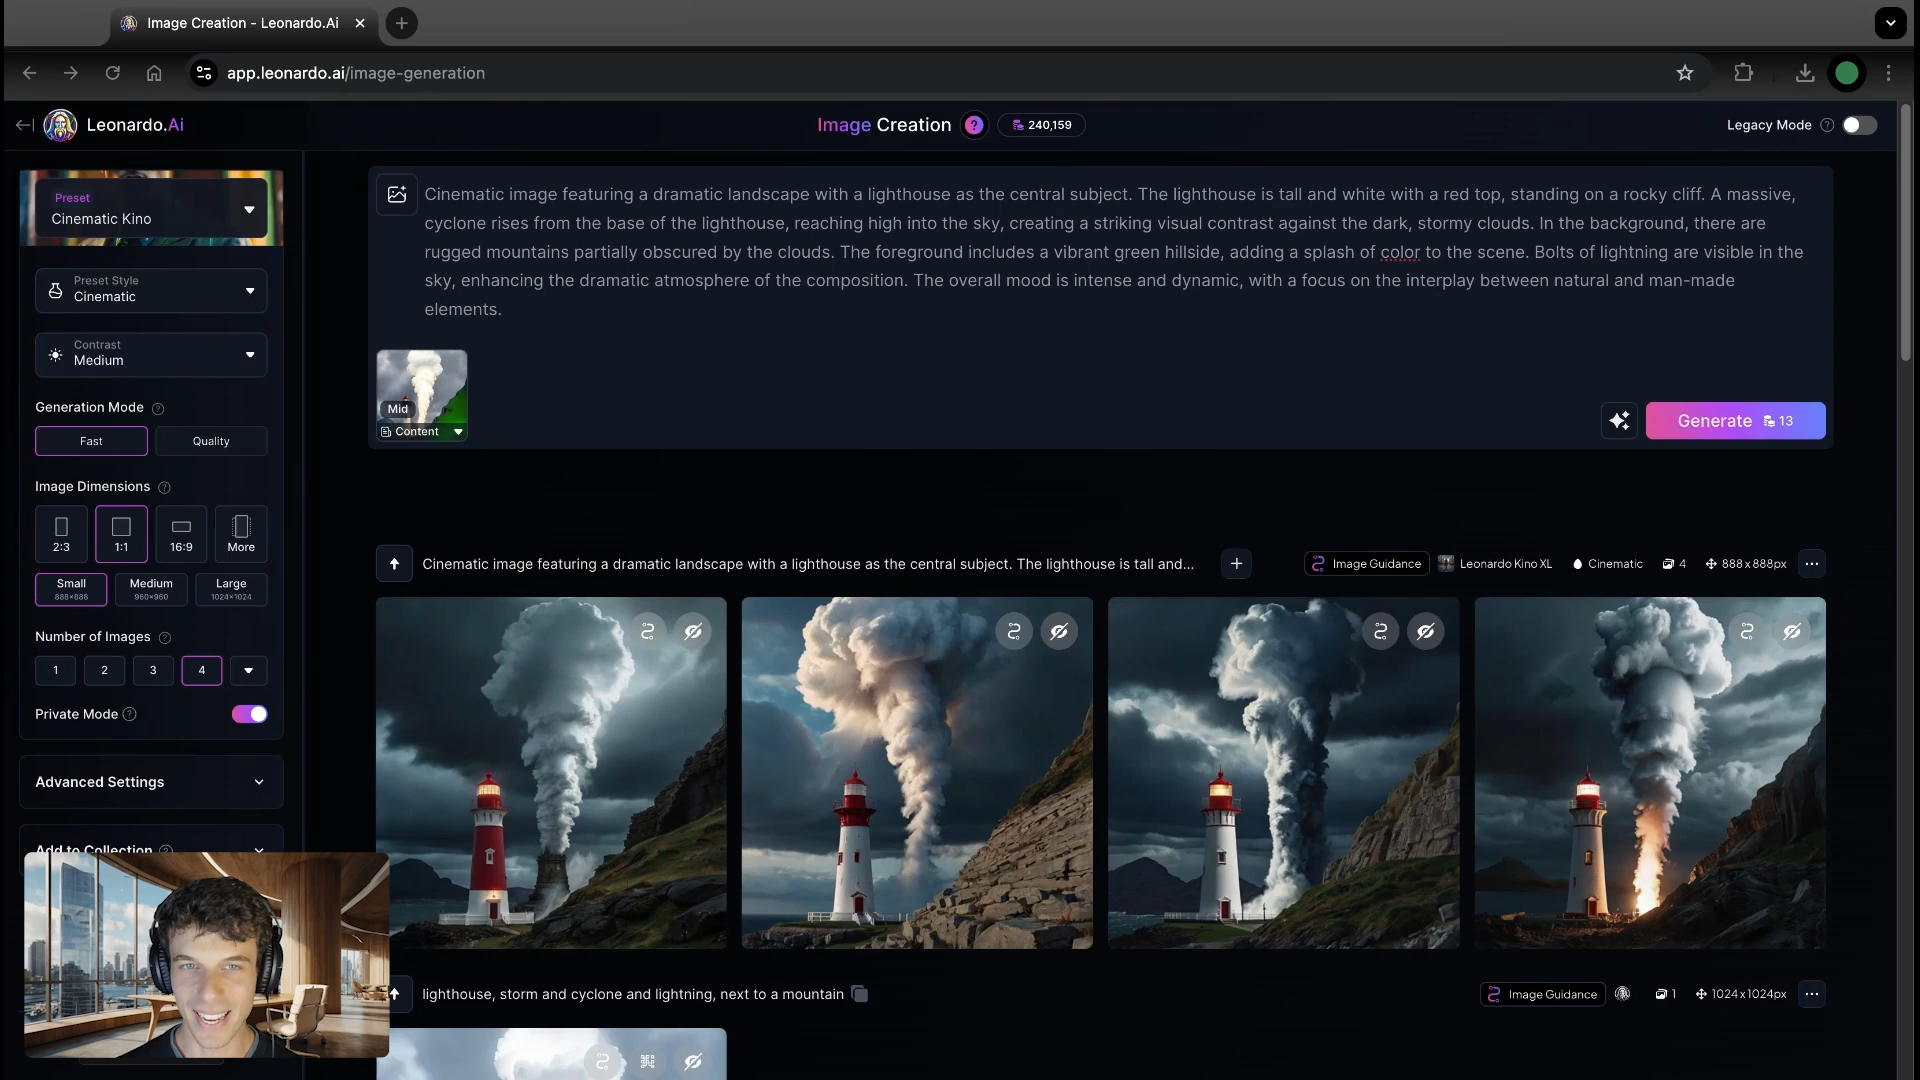 Image Creation - Leonardo.Ai
app.leonardo.ai/image-generation
Leonardo.Ai
Image Creation ? 240,159
Legacy Mode ?
Preset
Cinematic Kino
Preset Style
Cinematic
Contrast
Medium
Generation Mode ?
Fast Quality
Image Dimensions ?
2:3 1:1 16:9 More
Small Medium Large
888×888 960×960 1024×1024
Number of Images ?
1 2 3 4
Private Mode ?
Advanced Settings
Add to Collection ?
Cinematic image featuring a dramatic landscape with a lighthouse as the central subject. The lighthouse is tall and white with a red top, standing on a rocky cliff. A massive,
cyclone rises from the base of the lighthouse, reaching high into the sky, creating a striking visual contrast against the dark, stormy clouds. In the background, there are
rugged mountains partially obscured by the clouds. The foreground includes a vibrant green hillside, adding a splash of color to the scene. Bolts of lightning are visible in the
sky, enhancing the dramatic atmosphere of the composition. The overall mood is intense and dynamic, with a focus on the interplay between natural and man-made
elements.
Mid
Content
Generate 13
Cinematic image featuring a dramatic landscape with a lighthouse as the central subject. The lighthouse is tall and...
Image Guidance Leonardo Kino XL Cinematic 4 888 x 888px
lighthouse, storm and cyclone and lightning, next to a mountain
Image Guidance 1 1024 x 1024px